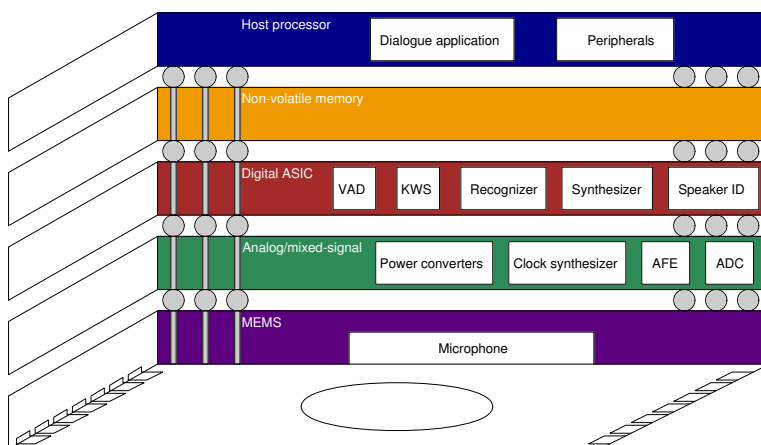 Host processor
Dialogue application
Peripherals
Non-volatile memory
Digital ASIC
VAD
KWS
Recognizer
Synthesizer
Speaker ID
Analog/mixed-signal
Power converters
Clock synthesizer
AFE
ADC
MEMS
Microphone